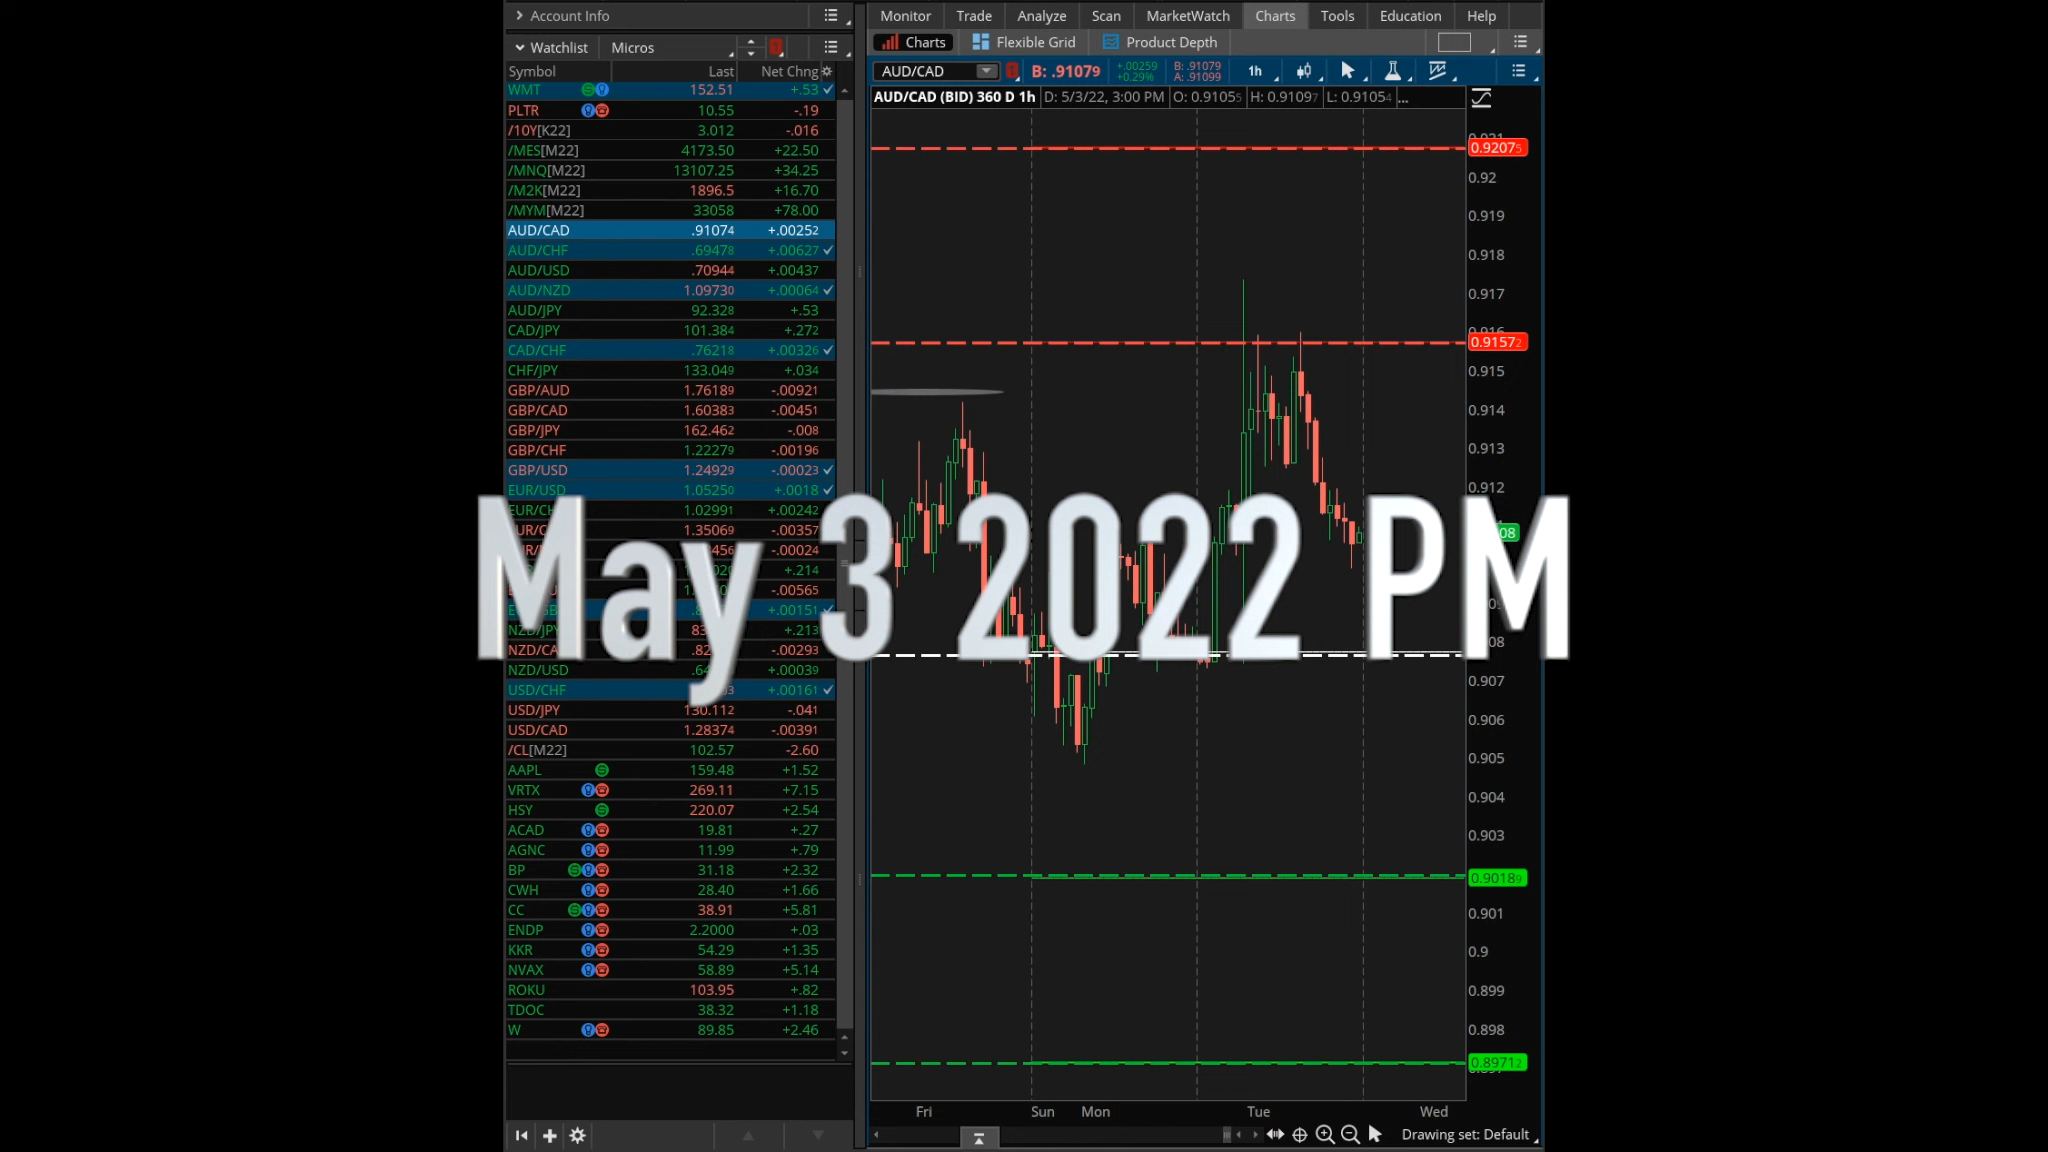 Account Info
Watchlist Micros
Symbol Last Net Chng
WMT 152.51 +.53
PLTR 10.55 -.19
/10Y[K22] 3.012 -.016
/MES[M22] 4173.50 +22.50
/MNQ[M22] 13107.25 +34.25
/M2K[M22] 1896.5 +16.70
/MYM[M22] 33058 +78.00
AUD/CAD .91074 +.00252
AUD/CHF .69478 +.00627
AUD/USD .70944 +.00437
AUD/NZD 1.09730 +.00064
AUD/JPY 92.328 +.53
CAD/JPY 101.384 +.272
CAD/CHF .76218 +.00326
CHF/JPY 133.049 +.034
GBP/AUD 1.76189 -.00921
GBP/CAD 1.60383 -.00451
GBP/JPY 162.462 -.008
GBP/CHF 1.22279 -.00196
GBP/USD 1.24929 -.00023
EUR/USD 1.05250 +.0018
1.02991 +.00242
1.35069 -.00357
-.00024
+.214
-.00565
+.00151
NZD/JPY +.213
NZD/CA -.00293
NZD/USD +.00039
USD/CHF +.00161
USD/JPY 130.112 -.041
USD/CAD 1.28374 -.00391
/CL[M22] 102.57 -2.60
AAPL 159.48 +1.52
VRTX 269.11 +7.15
HSY 220.07 +2.54
ACAD 19.81 +.27
AGNC 11.99 +.79
BP 31.18 +2.32
CWH 28.40 +1.66
CC 38.91 +5.81
ENDP 2.2000 +.03
KKR 54.29 +1.35
NVAX 58.89 +5.14
ROKU 103.95 +.82
TDOC 38.32 +1.18
W 89.85 +2.46
Monitor Trade Analyze Scan MarketWatch Charts Tools Education Help
Charts Flexible Grid Product Depth
AUD/CAD B: .91079 +.00259 +0.29% B: .91079 A: .91099 1h
AUD/CAD (BID) 360 D 1h D: 5/3/22, 3:00 PM O: 0.91055 H: 0.91097 L: 0.91054 ...
0.92075
0.92
0.919
0.918
0.917
0.91572
0.915
0.914
0.913
0.912
May 3 2022 PM
0.907
0.906
0.905
0.904
0.903
0.90189
0.901
0.9
0.899
0.898
0.89712
Fri Sun Mon Tue Wed
Drawing set: Default